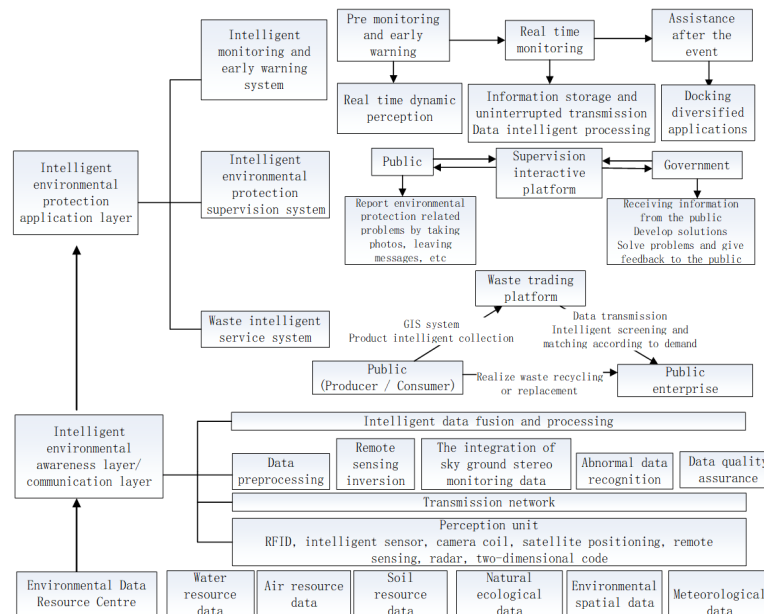 Intelligent
monitoring and
early warning
system
Pre monitoring
and early
warning
Real time
monitoring
Assistance
after the
event
Real time dynamic
perception
Information storage and
uninterrupted transmission
Data intelligent processing
Docking
diversified
applications
Intelligent
environmental
protection
application layer
Intelligent
environmental
protection
supervision system
Public
Supervision
interactive
platform
Government
Report environmental
protection related
problems by taking
photos, leaving
messages, etc
Receiving information
from the public
Develop solutions
Solve problems and give
feedback to the public
Waste intelligent
service system
Waste trading
platform
GIS system
Product intelligent collection
Data transmission
Intelligent screening and
matching according to demand
Public
(Producer / Consumer)
Realize waste recycling
or replacement
Public
enterprise
Intelligent
environmental
awareness layer/
communication layer
Intelligent data fusion and processing
Data
preprocessing
Remote
sensing
inversion
The integration of
sky ground stereo
monitoring data
Abnormal data
recognition
Data quality
assurance
Transmission network
Perception unit
RFID, intelligent sensor, camera coil, satellite positioning, remote
sensing, radar, two-dimensional code
Environmental Data
Resource Centre
Water
resource
data
Air resource
data
Soil
resource
data
Natural
ecological
data
Environmental
spatial data
Meteorological
data